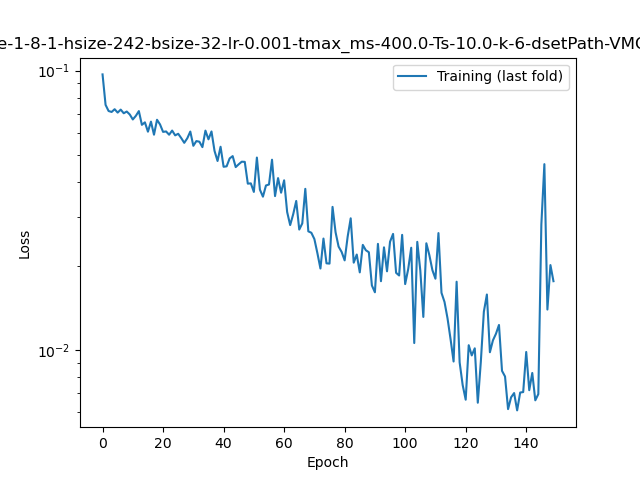 e-1-8-1-hsize-242-bsize-32-lr-0.001-tmax_ms-400.0-Ts-10.0-k-6-dsetPath-VMC
Training (last fold)
10⁻¹
10⁻²
Loss
0 20 40 60 80 100 120 140
Epoch